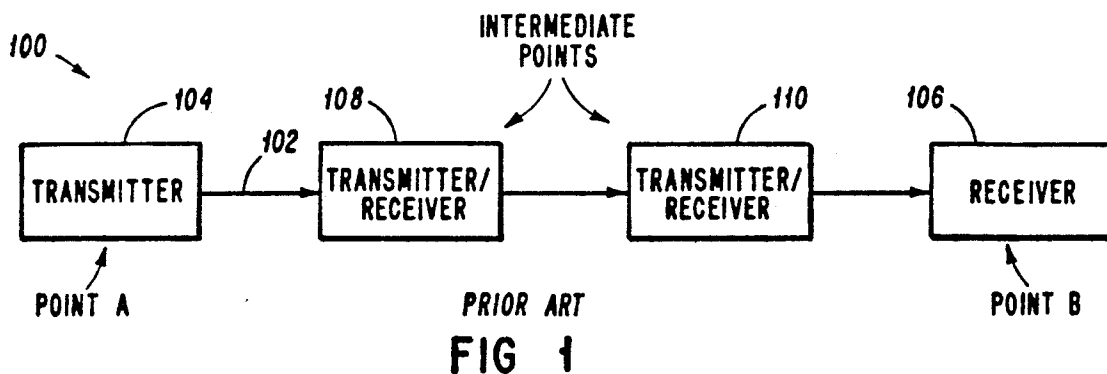 INTERMEDIATE
POINTS
100
104
108
110
106
102
TRANSMITTER
TRANSMITTER/
RECEIVER
TRANSMITTER/
RECEIVER
RECEIVER
POINT A
POINT B
PRIOR ART
FIG 1